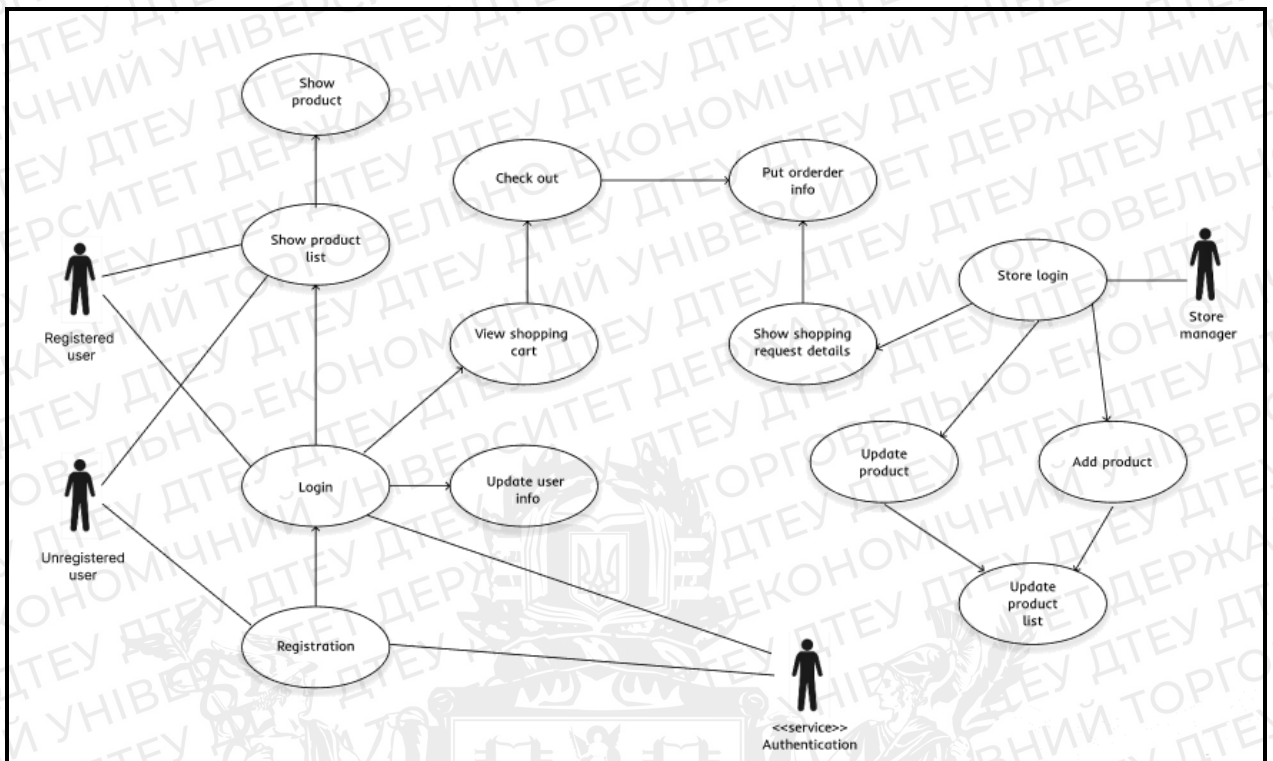 Show
product
Check out
Put orderder
info
Show product
list
Store login
Registered
user
View shopping
cart
Show shopping
request details
Store
manager
Update
product
Add product
Login
Update user
info
Unregistered
user
Update
product
list
Registration
<<service>>
Authentication